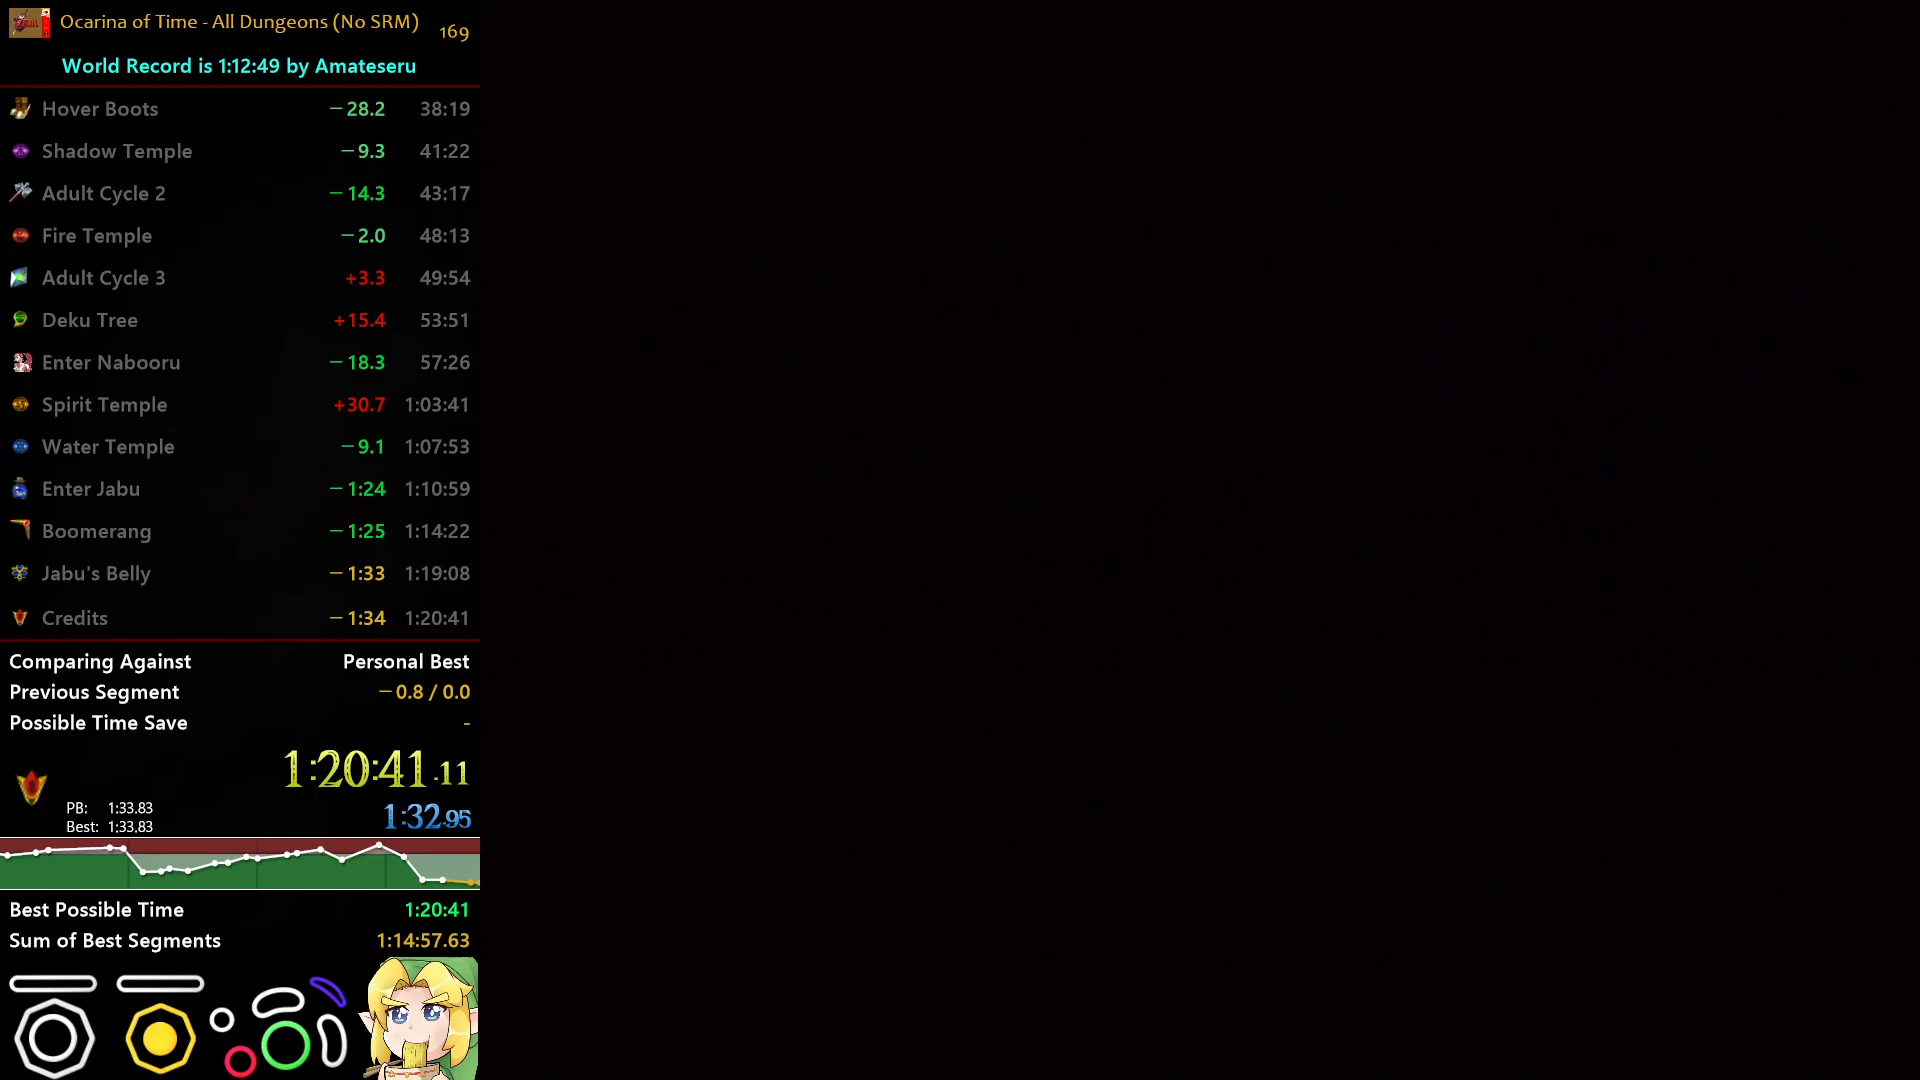 Ocarina of Time - All Dungeons (No SRM) 169
World Record is 1:12:49 by Amateseru
Hover Boots −28.2 38:19
Shadow Temple −9.3 41:22
Adult Cycle 2 −14.3 43:17
Fire Temple −2.0 48:13
Adult Cycle 3 +3.3 49:54
Deku Tree +15.4 53:51
Enter Nabooru −18.3 57:26
Spirit Temple +30.7 1:03:41
Water Temple −9.1 1:07:53
Enter Jabu −1:24 1:10:59
Boomerang −1:25 1:14:22
Jabu's Belly −1:33 1:19:08
Credits −1:34 1:20:41
Comparing Against Personal Best
Previous Segment −0.8 / 0.0
Possible Time Save -
1:20:41.11
PB: 1:33.83 1:32.95
Best: 1:33.83
Best Possible Time 1:20:41
Sum of Best Segments 1:14:57.63